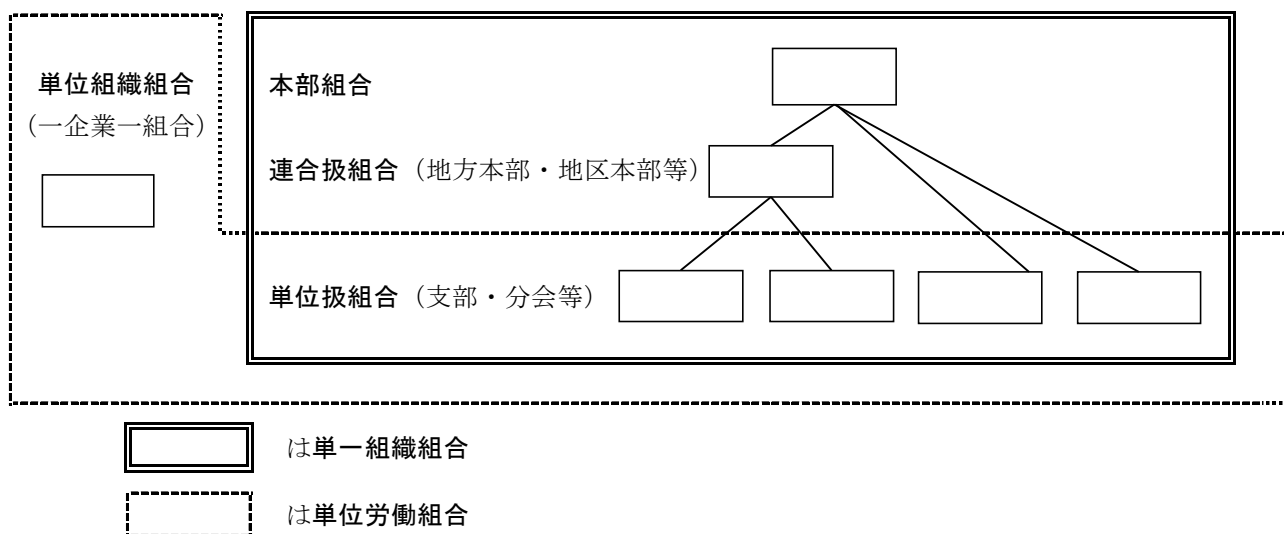 単位組織組合
（一企業一組合）
本部組合
連合扱組合（地方本部・地区本部等）
単位扱組合（支部・分会等）
は単一組織組合
は単位労働組合